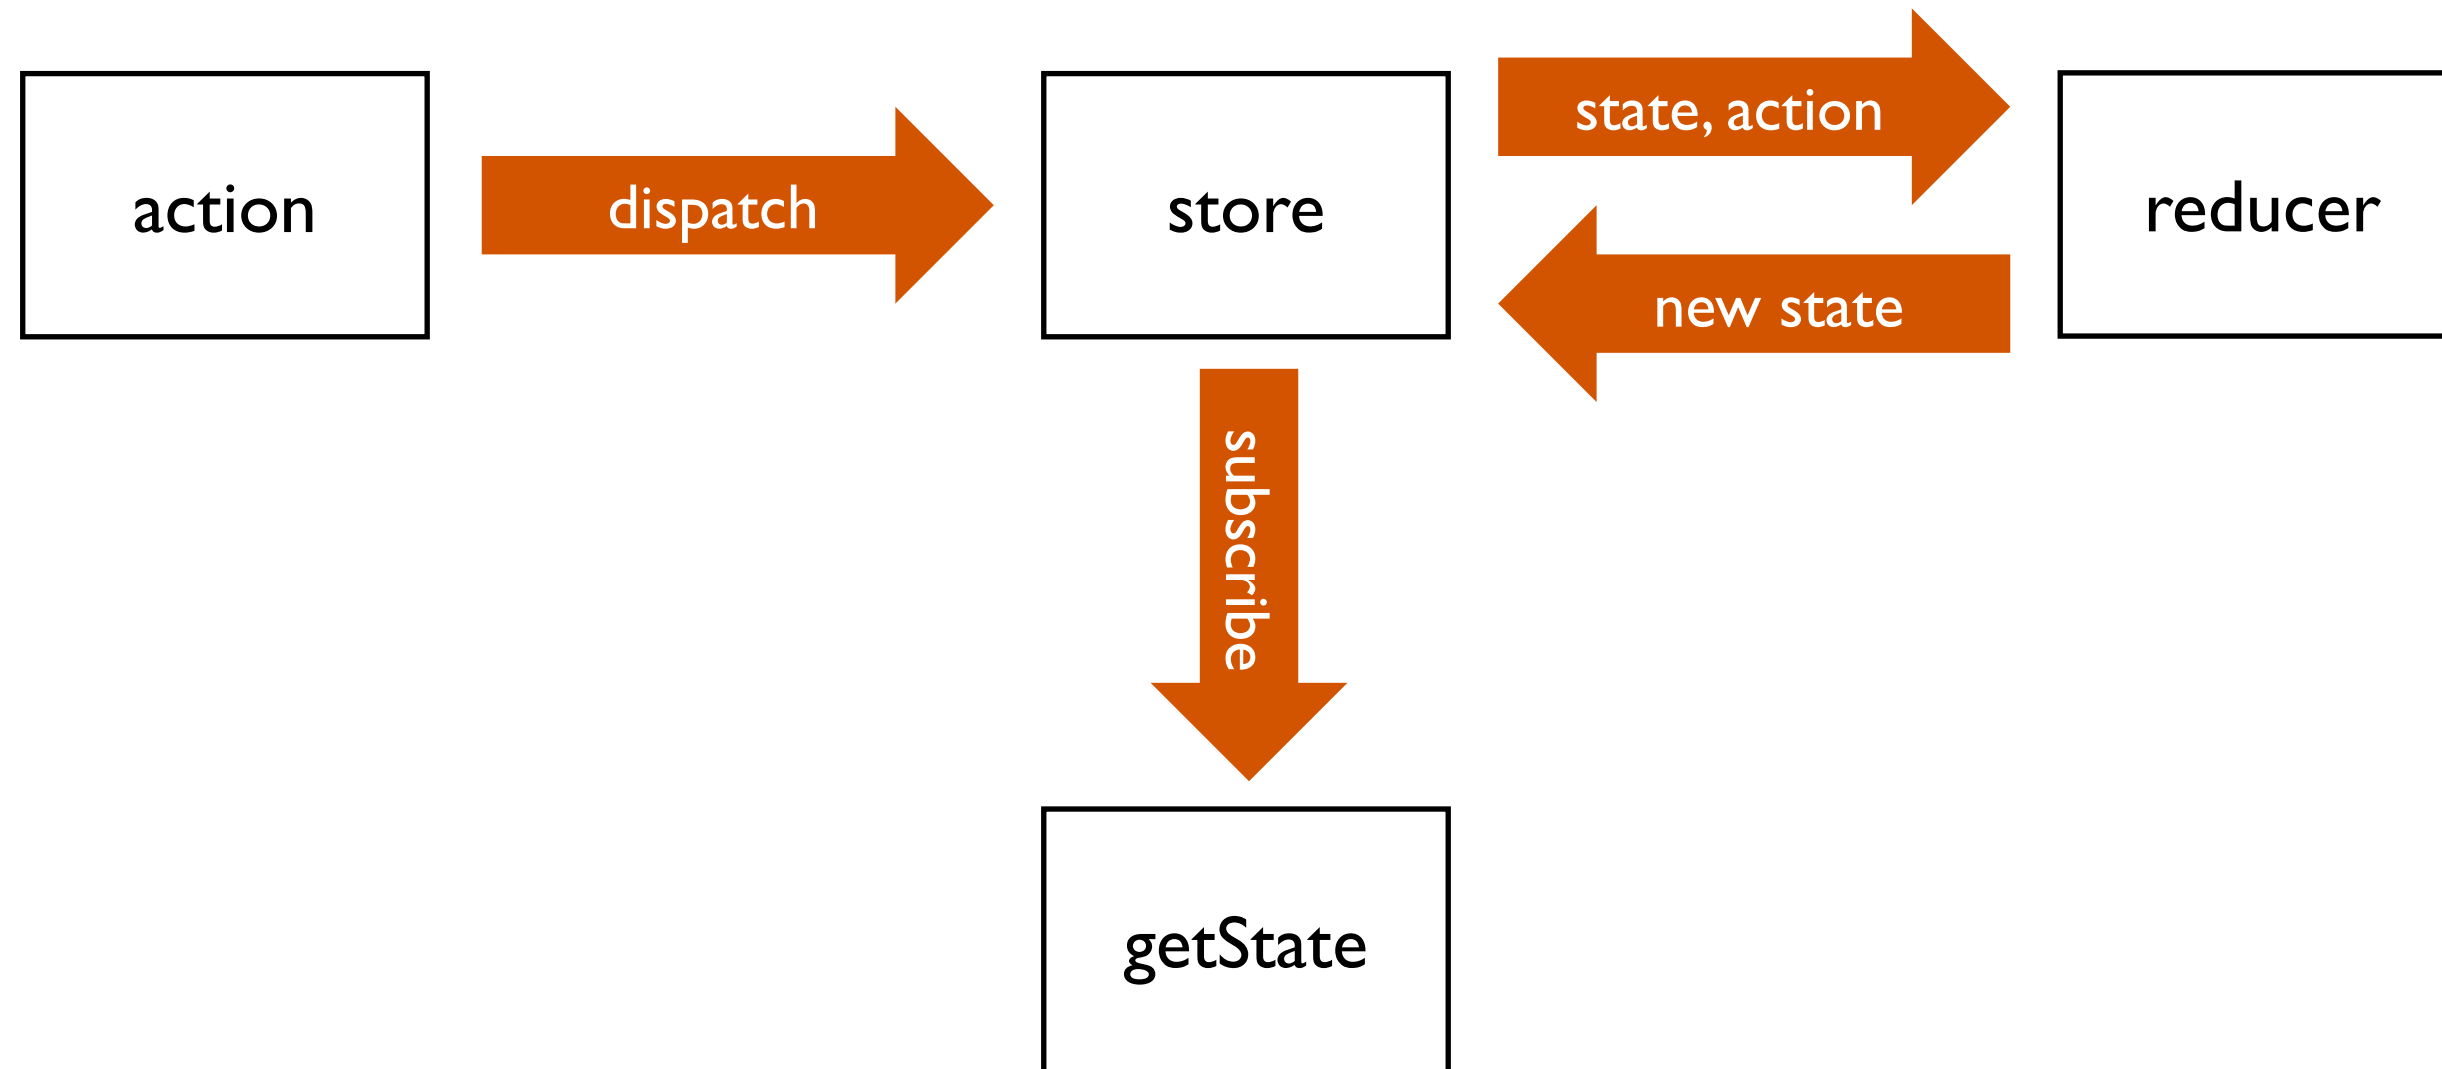 action
dispatch
store
state, action
new state
reducer
subscribe
getState